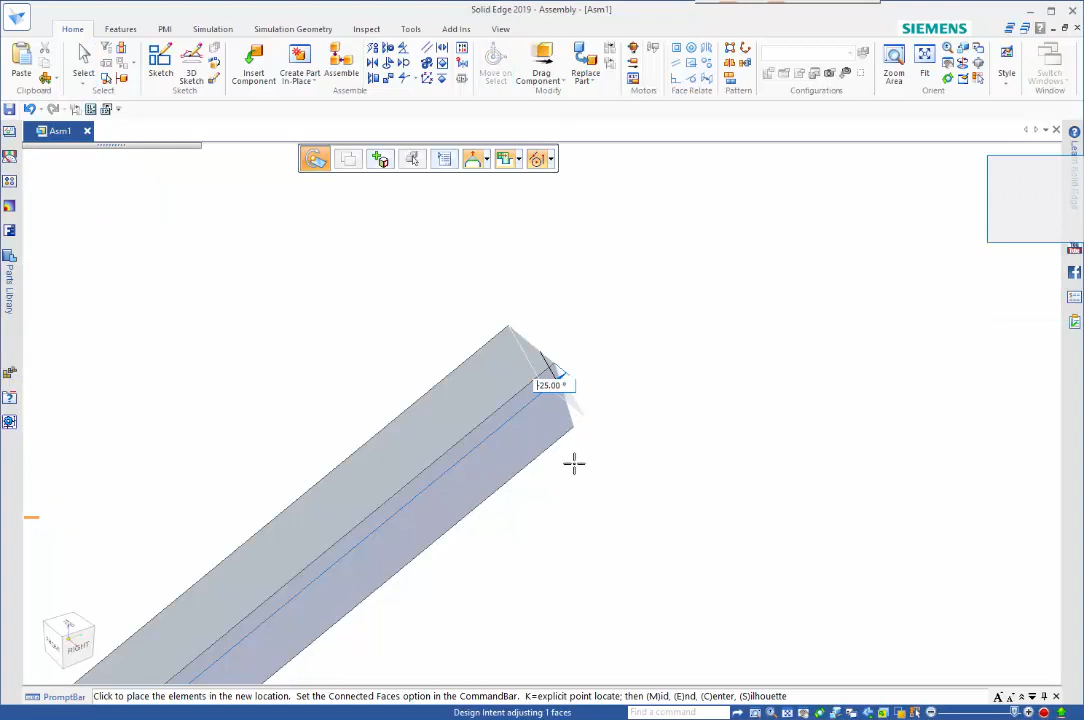 Solid Edge 2019 - Assembly - [Asm1]
Home Features PMI Simulation Simulation Geometry Inspect Tools Add Ins View
SIEMENS
Paste Select Sketch 3D Sketch Insert Component Create Part In-Place Assemble Move on Select Drag Component Replace Part Zoom Area Fit Style Switch Windows
Clipboard Select Sketch Assemble Modify Motors Face Relate Pattern Configurations Orient Window
Asm1
Learn Solid Edge
Parts Library
-25.00 °
TOP
RIGHT
PromptBar Click to place the elements in the new location. Set the Connected Faces option in the CommandBar. K=explicit point locate; then (M)id, (E)nd, (C)enter, (S)ilhouette
Design Intent adjusting 1 faces
Find a command